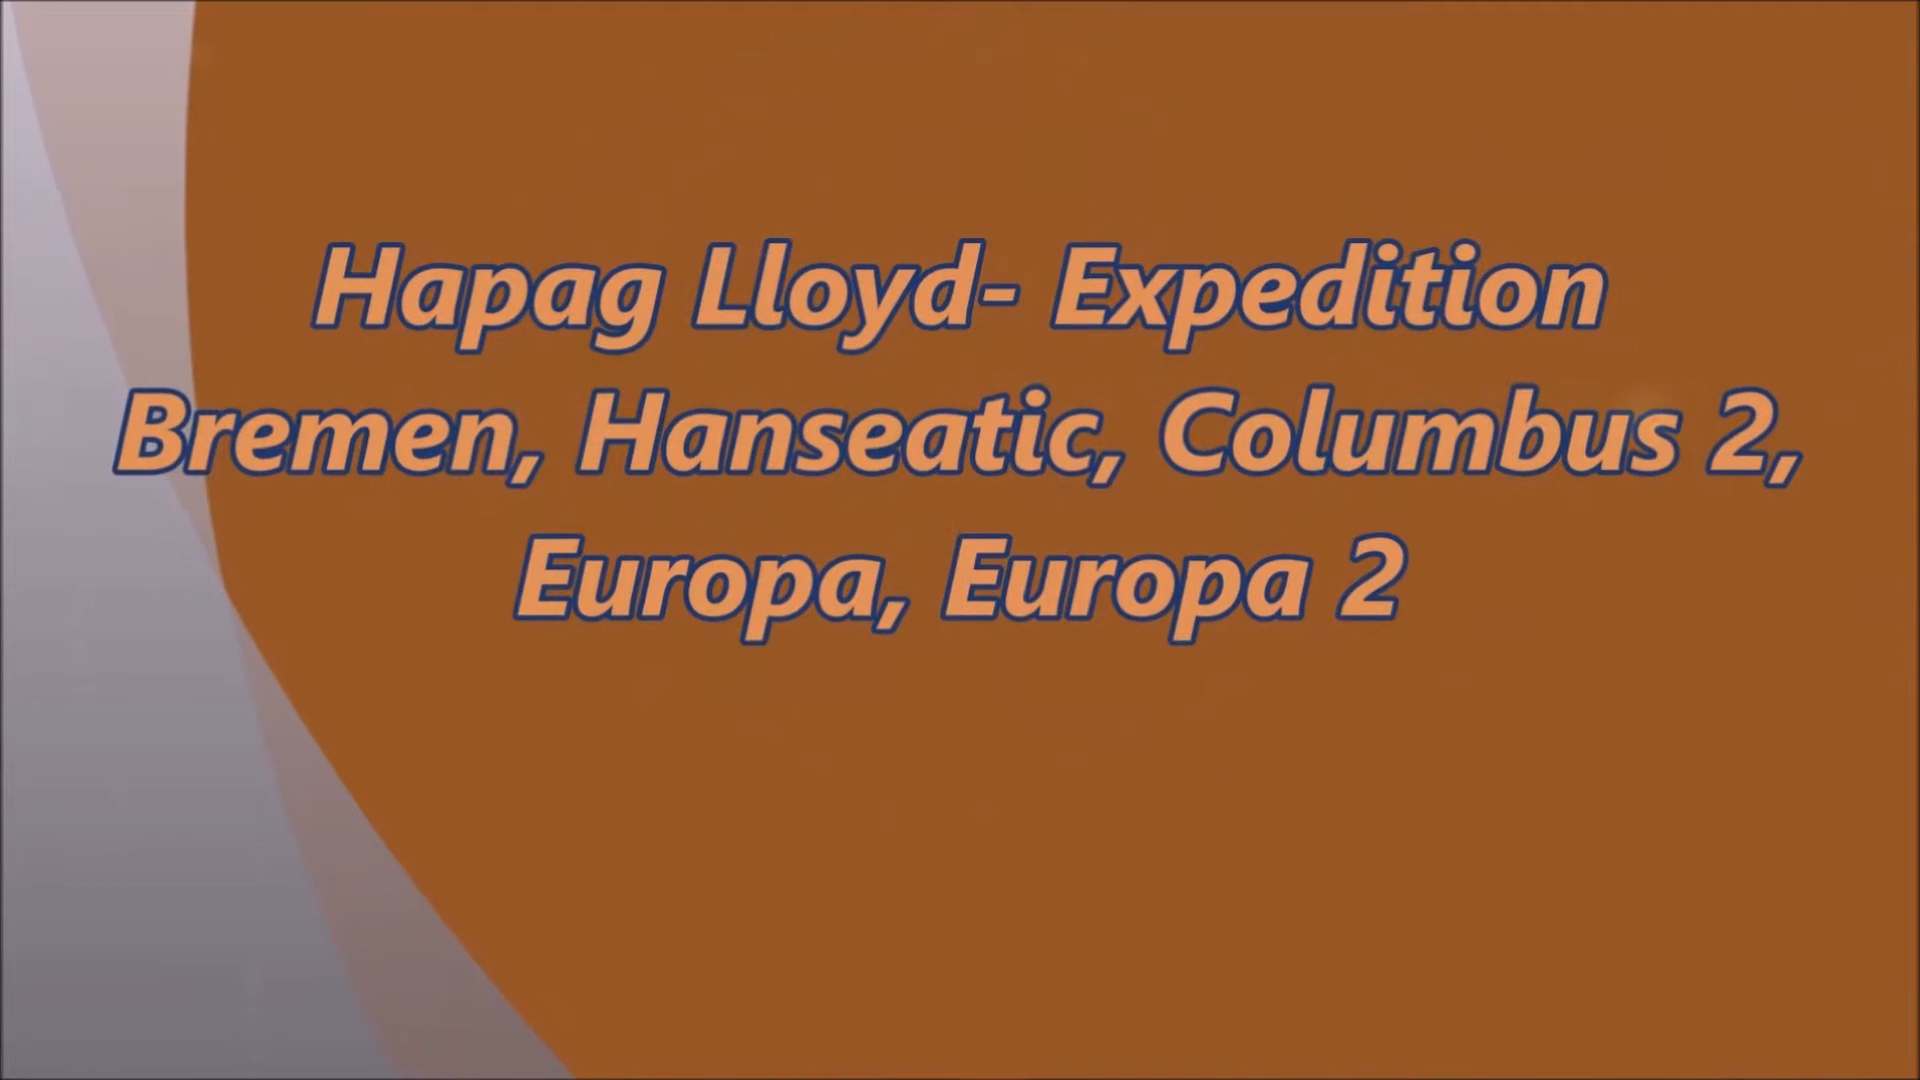 Hapag Lloyd- Expedition
Bremen, Hanseatic, Columbus 2,
Europa, Europa 2